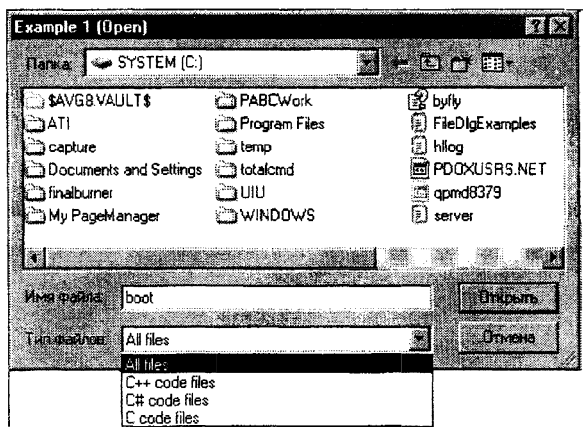 Example 1 (Open)
Папка: SYSTEM (C:)
$AVG8.VAULT$
ATI
capture
Documents and Settings
finalburner
My PageManager
PABCWork
Program Files
temp
totalcmd
UIU
WINDOWS
byfly
FileDlgExamples
hllog
PDOXUSRS.NET
qpmd8379
server
Имя файла: boot
Открыть
Тип файлов: All files
Отмена
All files
C++ code files
C# code files
C code files